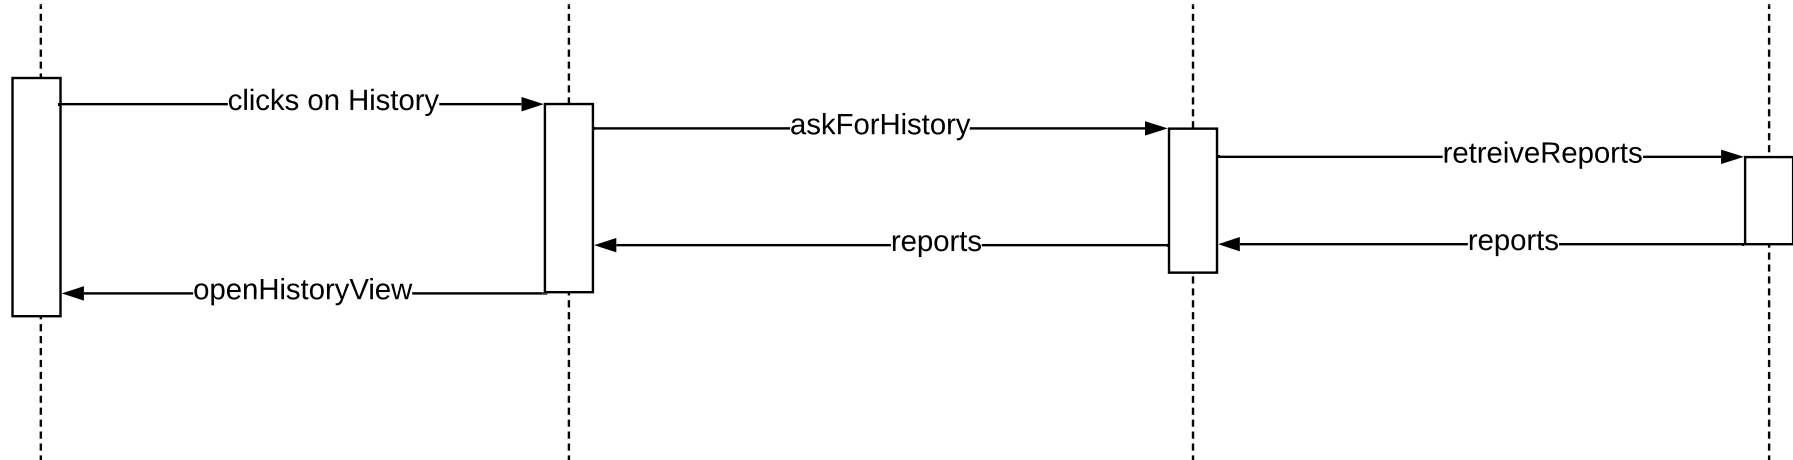 clicks on History
askForHistory
retreiveReports
reports
reports
openHistoryView